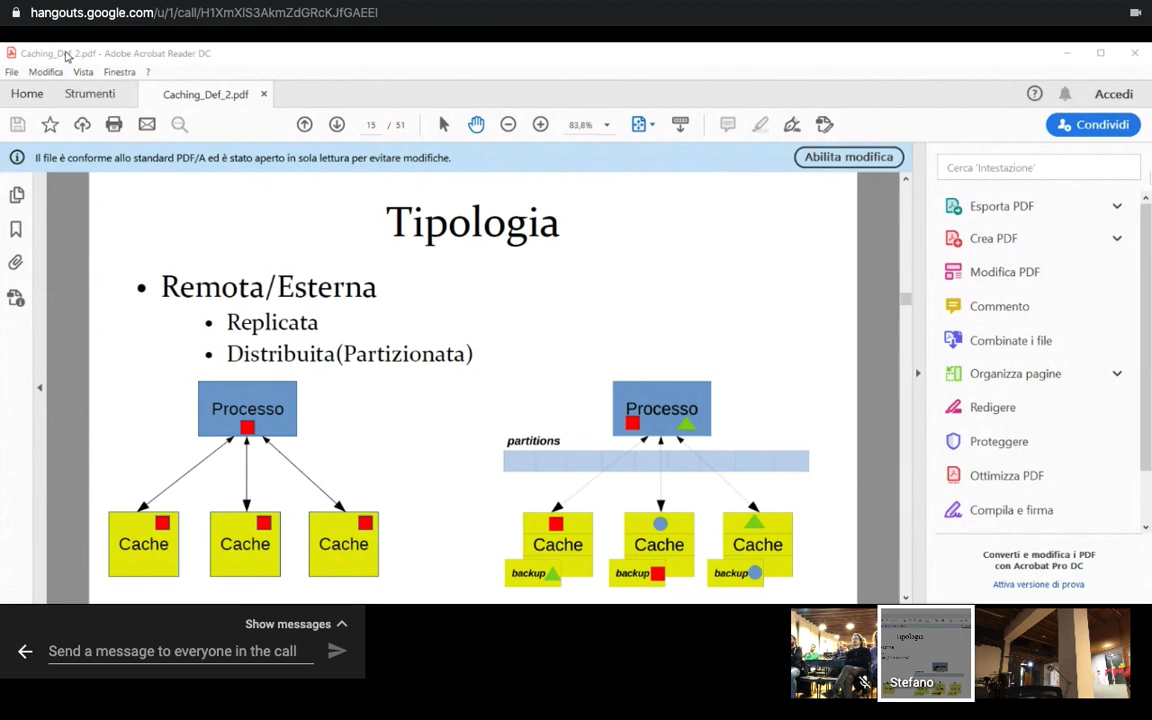 hangouts.google.com/u/1/call/H1XmXlS3AkmZdGRcKJfGAEEI
Caching_Def_2.pdf - Adobe Acrobat Reader DC
File Modifica Vista Finestra ?
Home Strumenti Caching_Def_2.pdf × Accedi
15 / 51 83,8% Condividi
Il file è conforme allo standard PDF/A ed è stato aperto in sola lettura per evitare modifiche. Abilita modifica
Cerca 'Intestazione'
Tipologia
• Remota/Esterna
• Replicata
• Distribuita(Partizionata)
Processo
Cache Cache Cache
Processo
partitions
Cache Cache Cache
backup backup backup
Esporta PDF
Crea PDF
Modifica PDF
Commento
Combinate i file
Organizza pagine
Redigere
Proteggere
Ottimizza PDF
Compila e firma
Converti e modifica i PDF
con Acrobat Pro DC
Attiva versione di prova
Show messages
Send a message to everyone in the call
Tipologia
Stefano